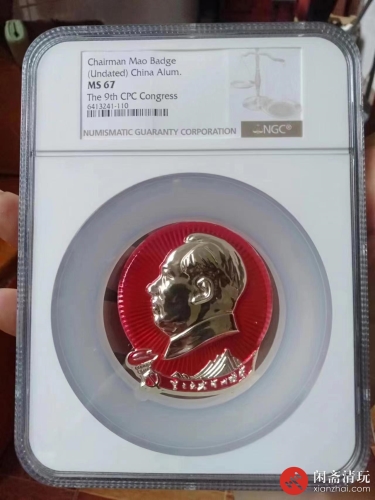 Chairman Mao Badge
(Undated) China Alum.
MS 67
The 9th CPC Congress
6413241-110
NUMISMATIC GUARANTY CORPORATION
NGC®
闲斋清玩
xianzhai.com